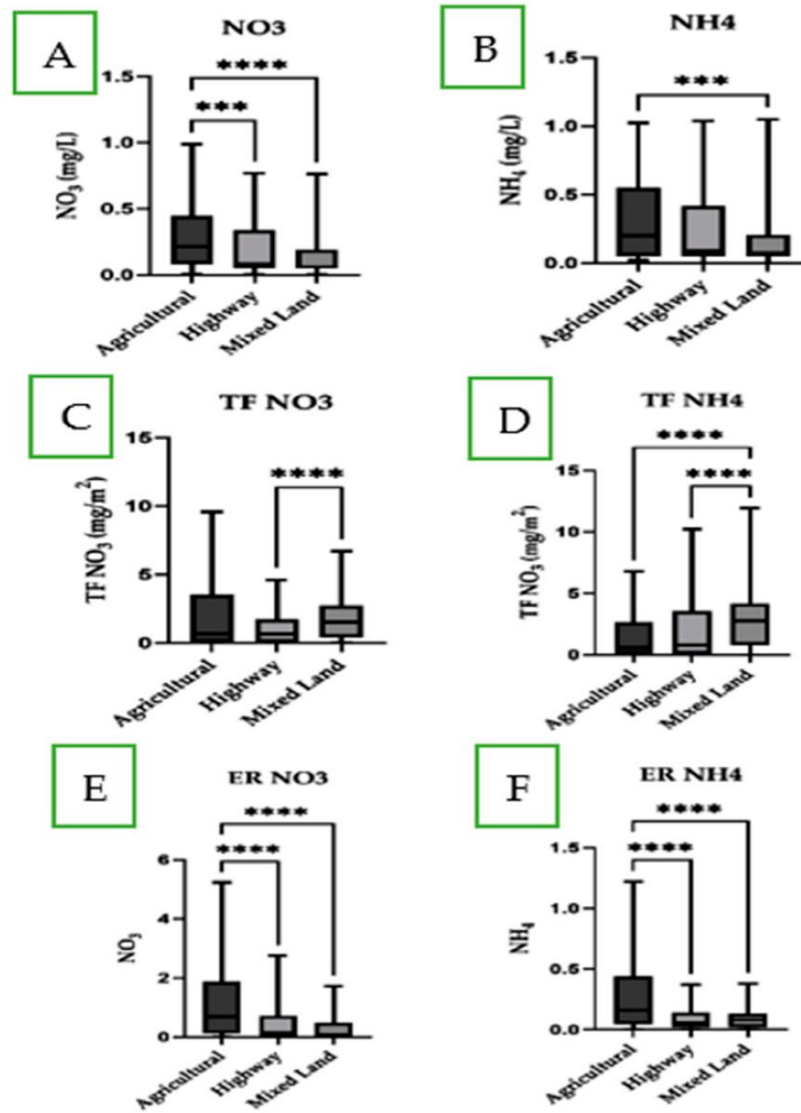 A
NO3
****
***
1.5
1.0
0.5
0.0
NO₃ (mg/L)
Agricultural
Highway
Mixed Land
B
NH4
***
1.5
1.0
0.5
0.0
NH₄ (mg/L)
Agricultural
Highway
Mixed Land
C
TF NO3
****
15
10
5
0
TF NO₃ (mg/m²)
Agricultural
Highway
Mixed Land
D
TF NH4
****
****
15
10
5
0
TF NO₃ (mg/m²)
Agricultural
Highway
Mixed Land
E
ER NO3
****
****
6
4
2
0
NO₃
Agricultural
Highway
Mixed Land
F
ER NH4
****
****
1.5
1.0
0.5
0.0
NH₄
Agricultural
Highway
Mixed Land